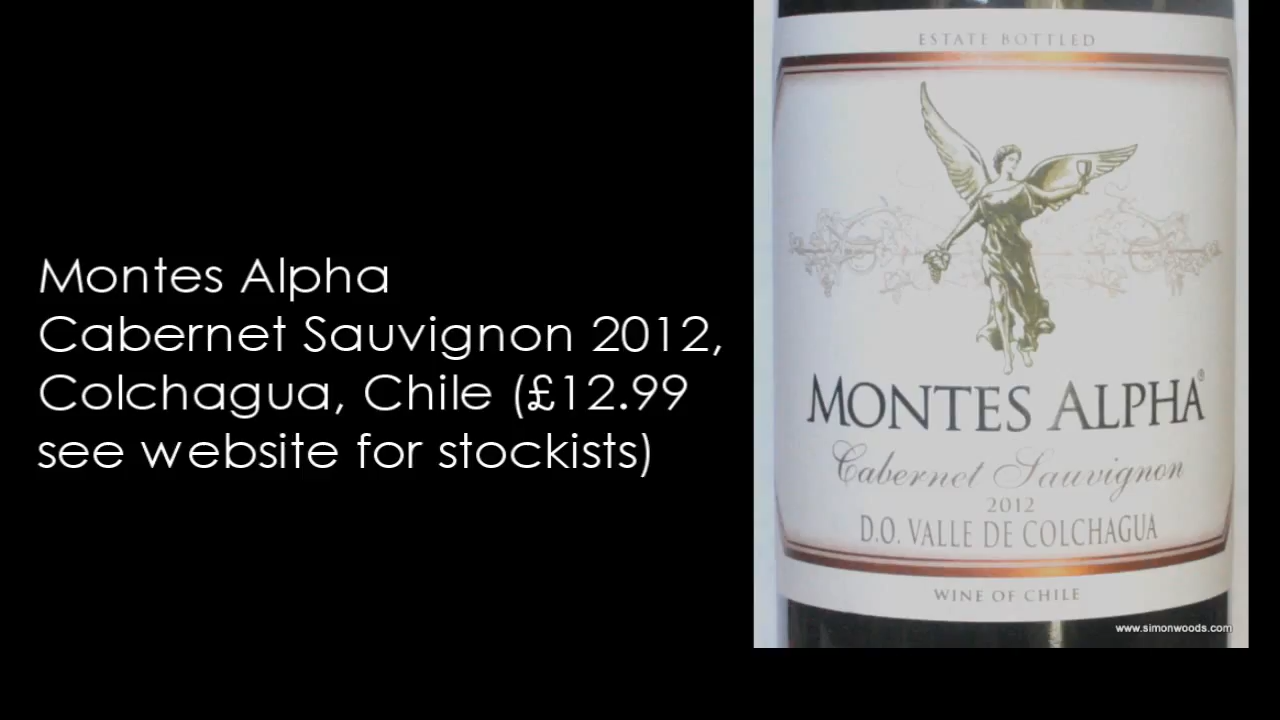 Montes Alpha
Cabernet Sauvignon 2012,
Colchagua, Chile (£12.99
see website for stockists)
ESTATE BOTTLED
MONTES ALPHA®
Cabernet Sauvignon
2012
D.O. VALLE DE COLCHAGUA
WINE OF CHILE
www.simonwoods.com